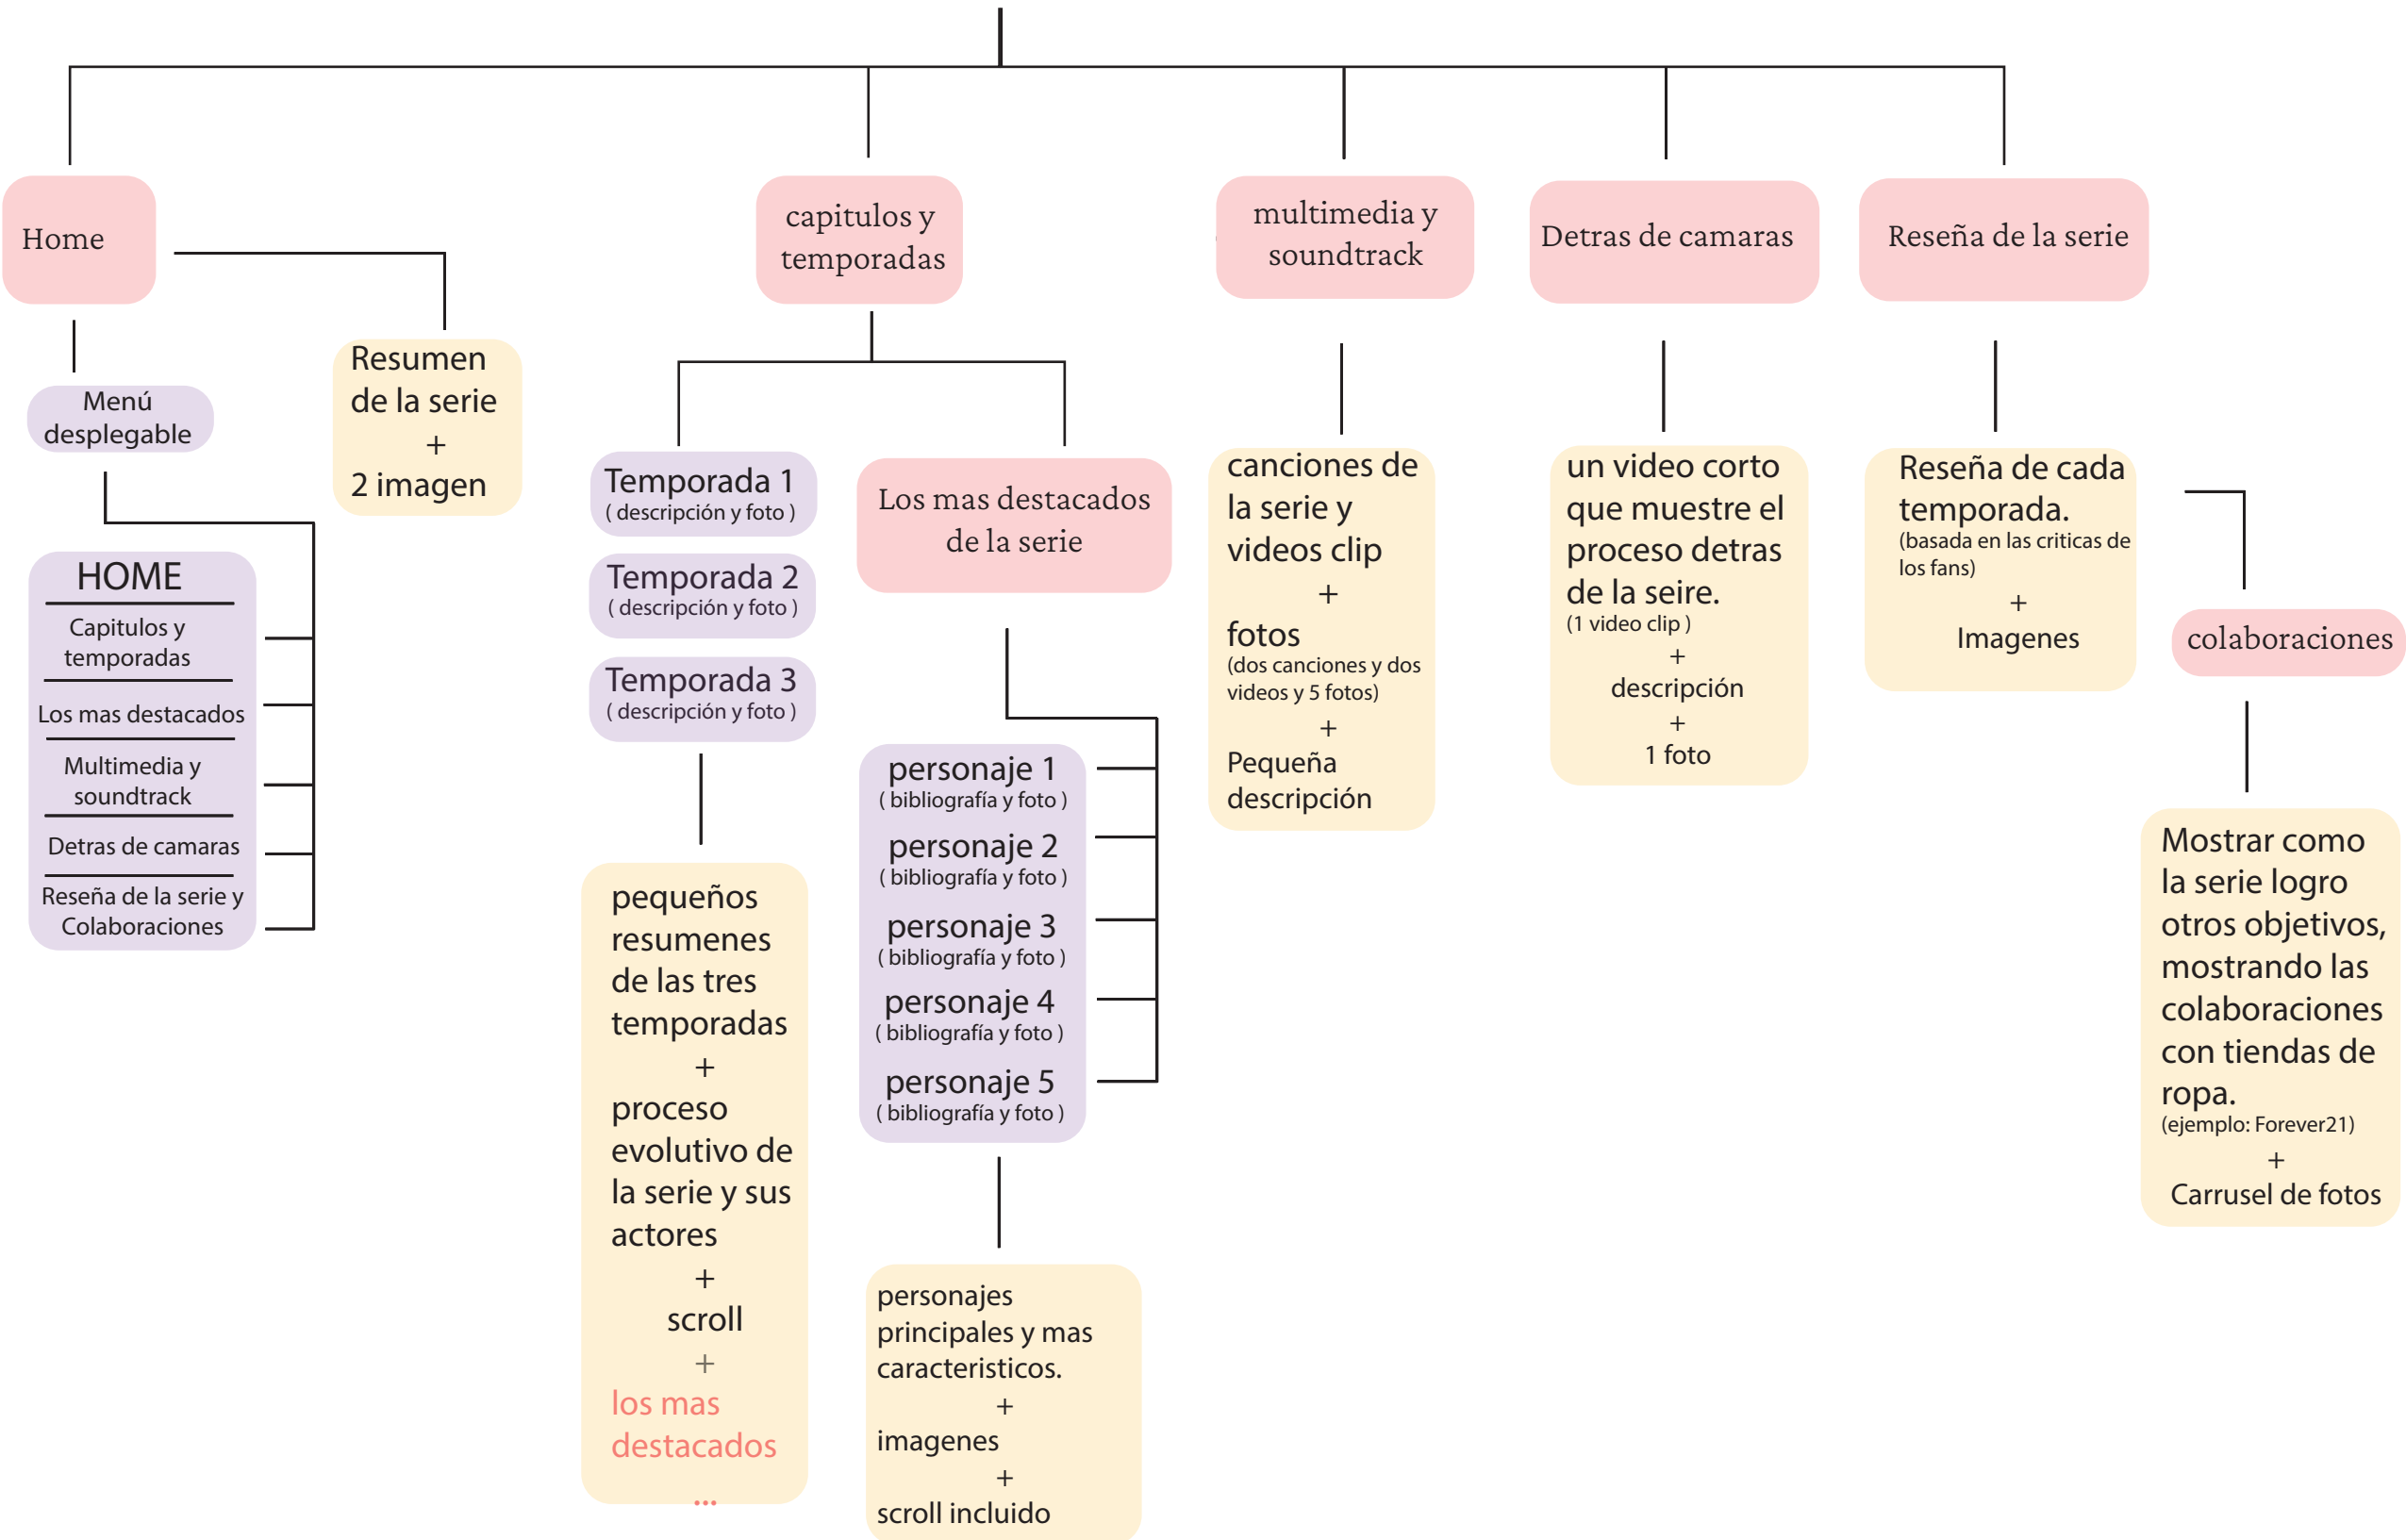 Home
Menú
desplegable
HOME
Capitulos y
temporadas
Los mas destacados
Multimedia y
soundtrack
Detras de camaras
Reseña de la serie y
Colaboraciones
Resumen
de la serie
+
2 imagen
capitulos y
temporadas
Temporada 1
( descripción y foto )
Temporada 2
( descripción y foto )
Temporada 3
( descripción y foto )
pequeños
resumenes
de las tres
temporadas
+
proceso
evolutivo de
la serie y sus
actores
+
scroll
+
los mas
destacados
...
Los mas destacados
de la serie
personaje 1
( bibliografía y foto )
personaje 2
( bibliografía y foto )
personaje 3
( bibliografía y foto )
personaje 4
( bibliografía y foto )
personaje 5
( bibliografía y foto )
personajes
principales y mas
caracteristicos.
+
imagenes
+
scroll incluido
multimedia y
soundtrack
canciones de
la serie y
videos clip
+
fotos
(dos canciones y dos
videos y 5 fotos)
+
Pequeña
descripción
Detras de camaras
un video corto
que muestre el
proceso detras
de la seire.
(1 video clip )
+
descripción
+
1 foto
Reseña de la serie
Reseña de cada
temporada.
(basada en las criticas de
los fans)
+
Imagenes
colaboraciones
Mostrar como
la serie logro
otros objetivos,
mostrando las
colaboraciones
con tiendas de
ropa.
(ejemplo: Forever21)
+
Carrusel de fotos